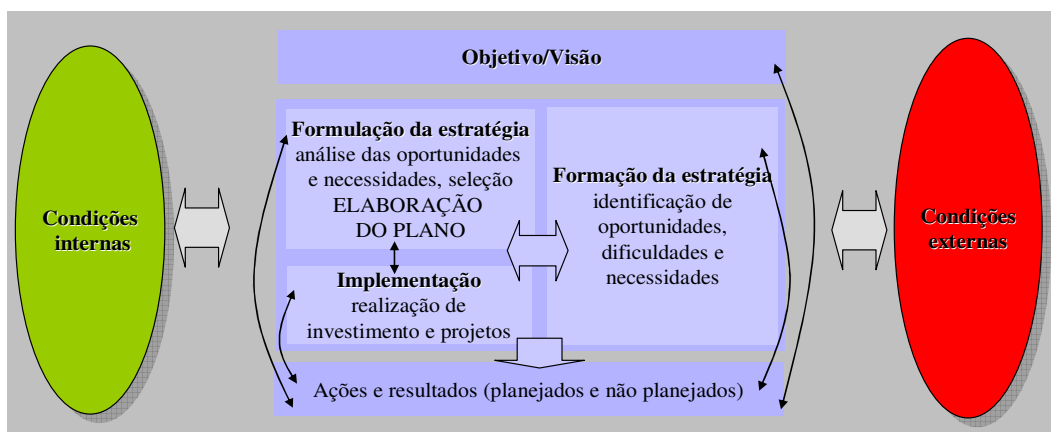 Objetivo/Visão
Formulação da estratégia
análise das oportunidades
e necessidades, seleção
ELABORAÇÃO
DO PLANO
Implementação
realização de
investimento e projetos
Formação da estratégia
identificação de
oportunidades,
dificuldades e
necessidades
Condições
internas
Condições
externas
Ações e resultados (planejados e não planejados)